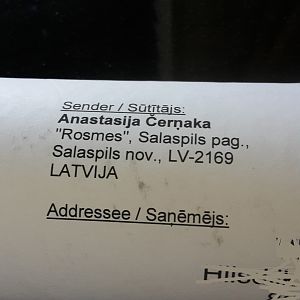 Sender / Sūtītājs:
Anastasija Čerņaka
"Rosmes", Salaspils pag.,
Salaspils nov., LV-2169
LATVIJA
Addressee / Saņēmējs: